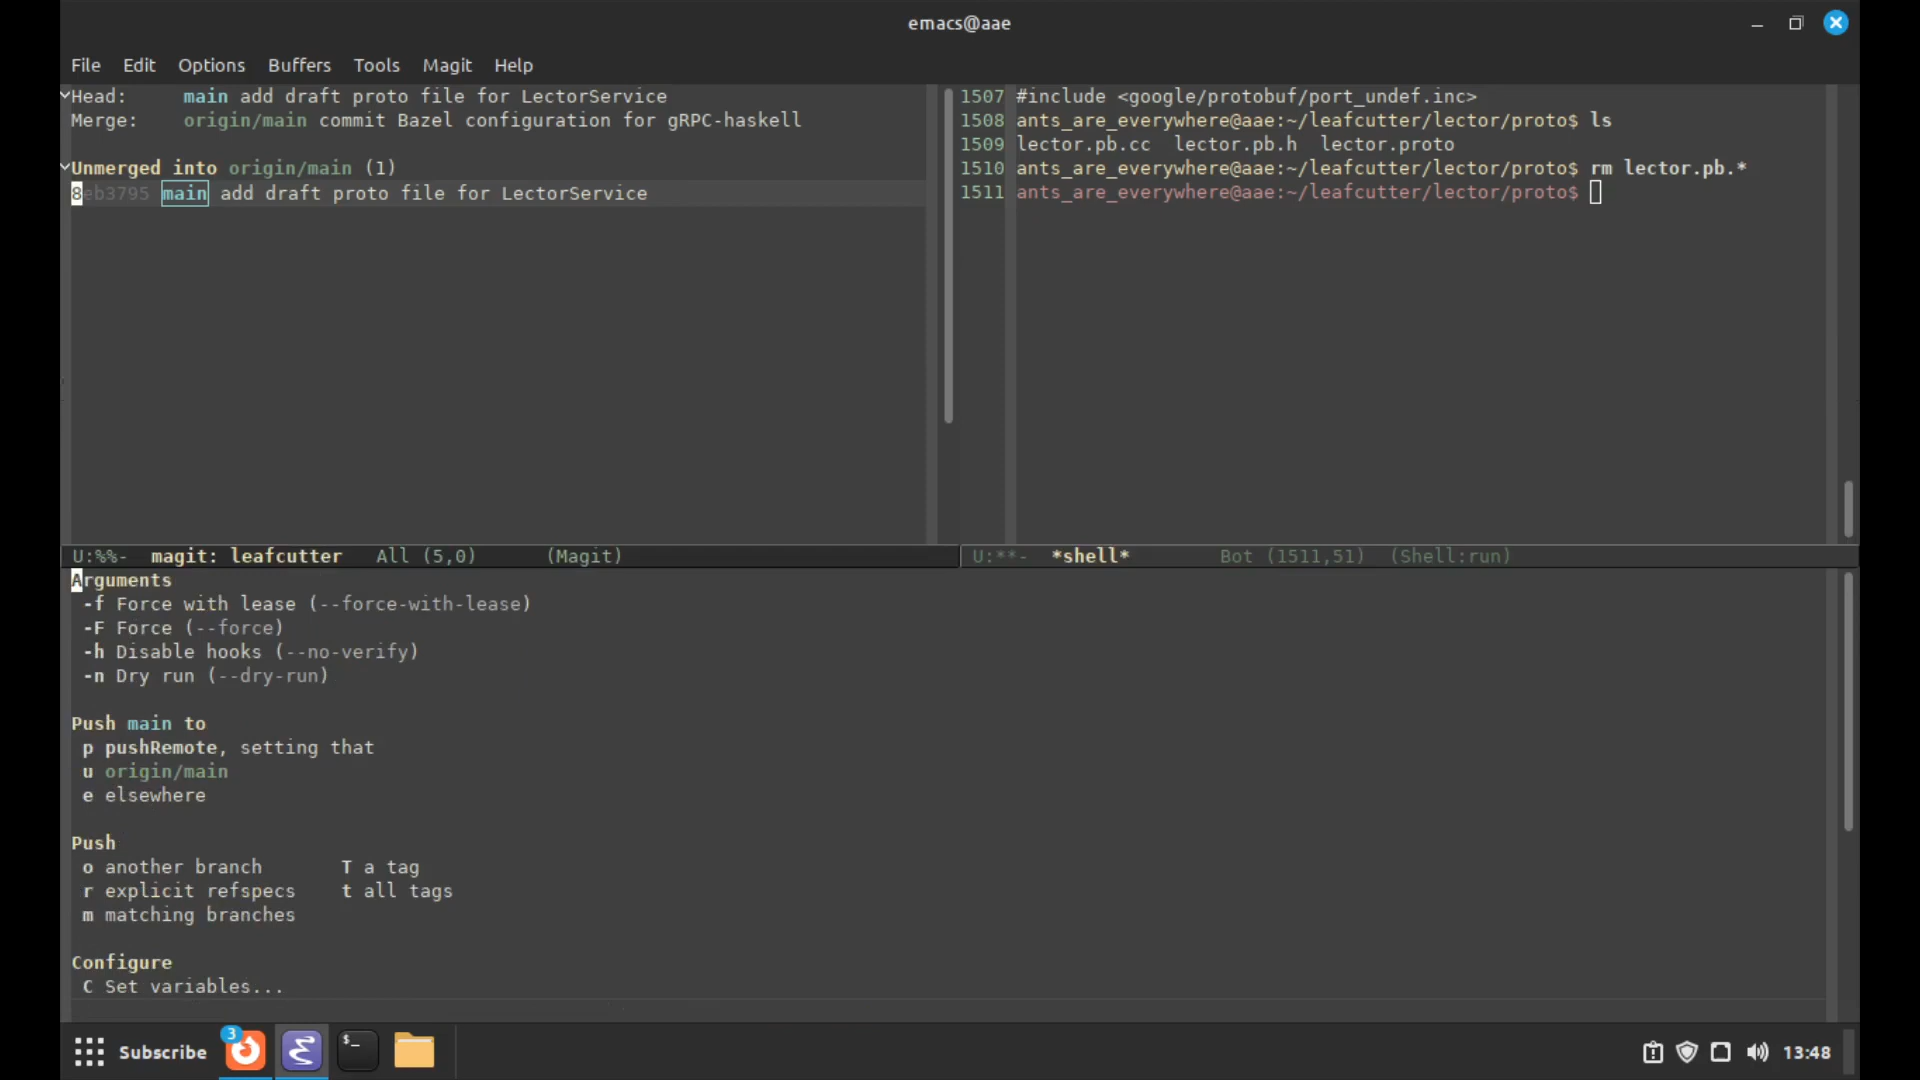 emacs@aae
File Edit Options Buffers Tools Magit Help
Head: main add draft proto file for LectorService
Merge: origin/main commit Bazel configuration for gRPC-haskell
Unmerged into origin/main (1)
8eb3795 main add draft proto file for LectorService
U:%%- magit: leafcutter All (5,0) (Magit)
1507 #include <google/protobuf/port_undef.inc>
1508 ants_are_everywhere@aae:~/leafcutter/lector/proto$ ls
1509 lector.pb.cc lector.pb.h lector.proto
1510 ants_are_everywhere@aae:~/leafcutter/lector/proto$ rm lector.pb.*
1511 ants_are_everywhere@aae:~/leafcutter/lector/proto$
U:**- *shell* Bot (1511,51) (Shell:run)
Arguments
-f Force with lease (--force-with-lease)
-F Force (--force)
-h Disable hooks (--no-verify)
-n Dry run (--dry-run)
Push main to
p pushRemote, setting that
u origin/main
e elsewhere
Push
o another branch T a tag
r explicit refspecs t all tags
m matching branches
Configure
C Set variables...
Subscribe 3 $_ 13:48